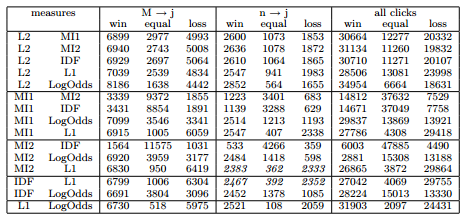 measures M → j n → j all clicks
win equal loss win equal loss win equal loss
L2 MI1 6899 2977 4993 2600 1073 1853 30664 12277 20332
L2 MI2 6940 2743 5008 2636 1078 1872 31134 11260 19832
L2 IDF 6929 2697 5064 2610 1064 1865 30710 11271 20107
L2 L1 7039 2539 4834 2547 941 1983 28506 13081 23998
L2 LogOdds 8186 1638 4442 2852 564 1655 34954 6664 18631
MI1 MI2 3339 9372 1855 1223 3401 683 14812 37632 7529
MI1 IDF 3431 8854 1891 1139 3288 629 14671 37049 7758
MI1 LogOdds 7099 3546 3341 2514 1213 1193 29837 13869 13921
MI1 L1 6915 1005 6059 2547 407 2338 27786 4308 29418
MI2 IDF 1564 11575 1031 533 4266 359 6003 47885 4490
MI2 LogOdds 6920 3959 3177 2484 1418 598 2881 15308 13188
MI2 L1 6830 950 6419 2383 362 2333 26865 3872 29864
IDF L1 6799 1006 6304 2467 392 2352 27042 4069 29755
IDF LogOdds 6691 3804 3096 2452 1378 1085 28224 15013 13330
L1 LogOdds 6730 518 5975 2521 108 2059 31903 2097 24431